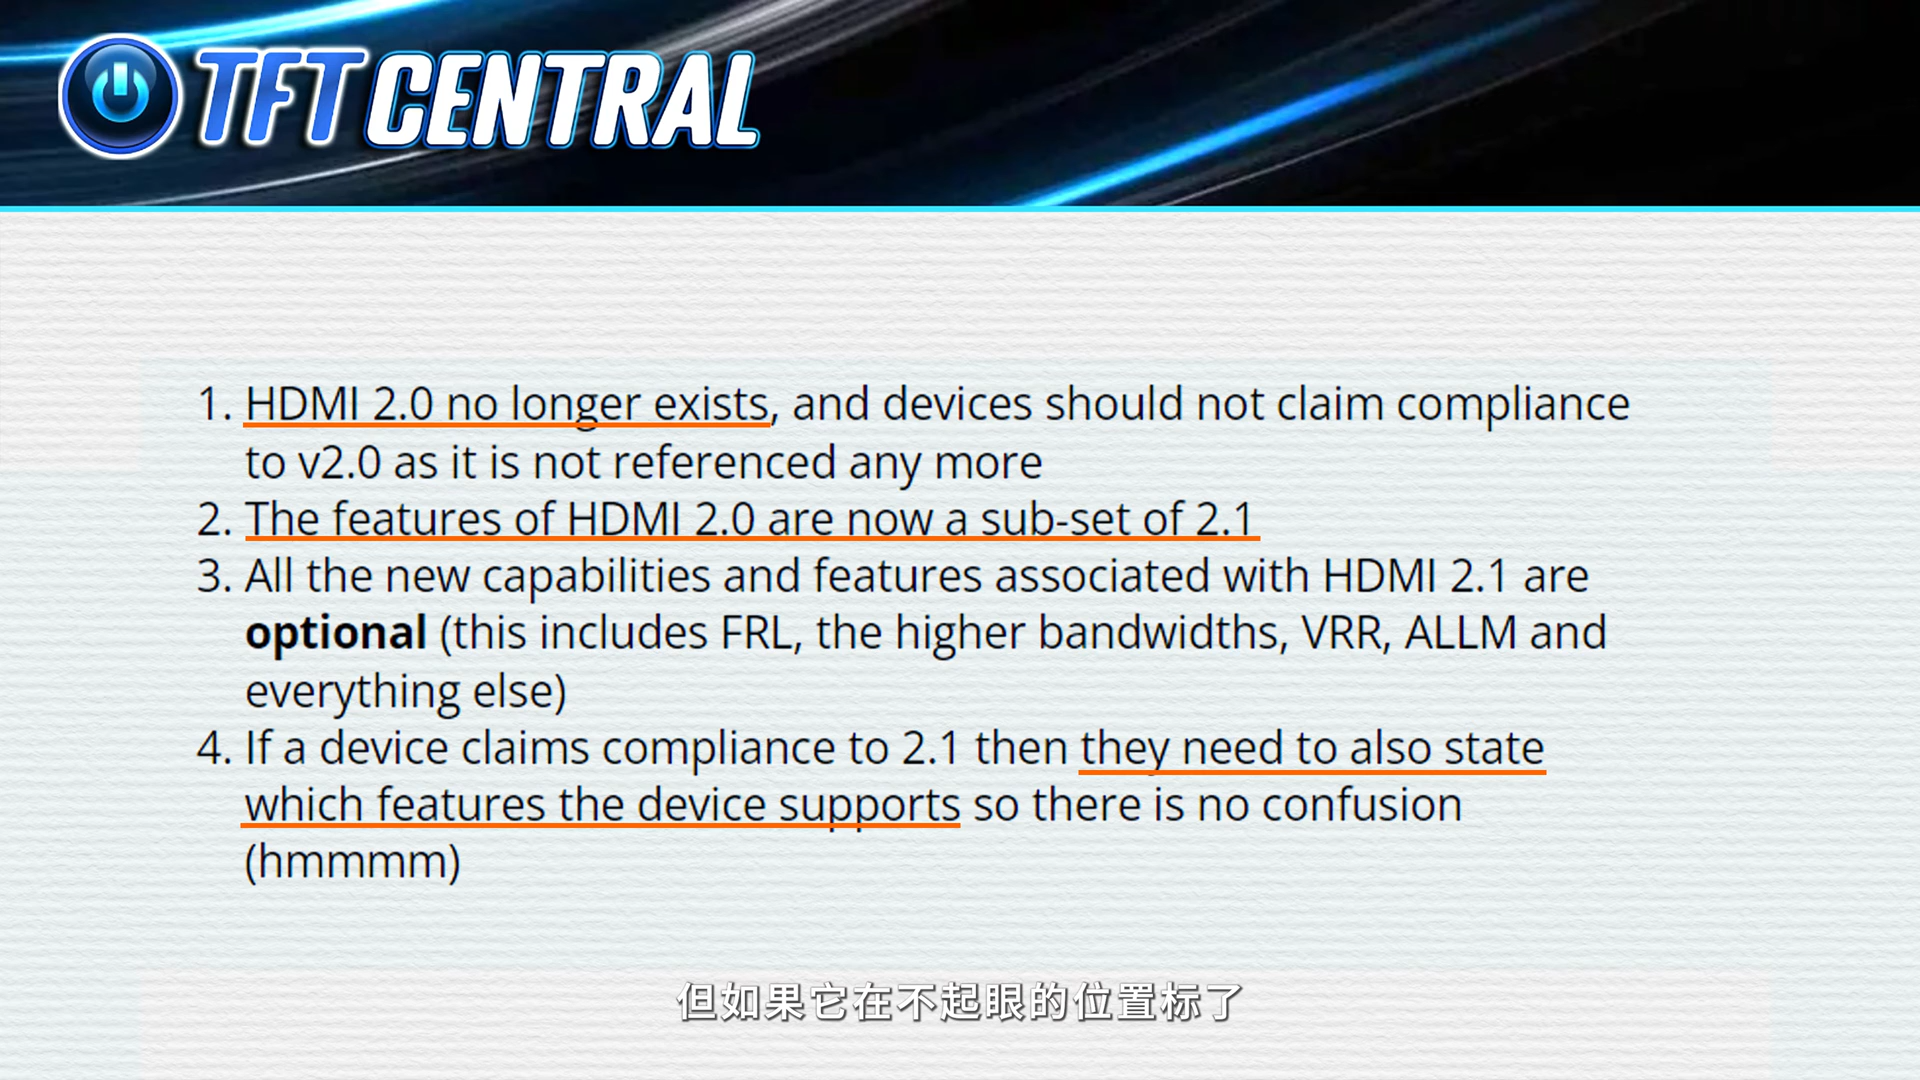 TFT CENTRAL
1. HDMI 2.0 no longer exists, and devices should not claim compliance
to v2.0 as it is not referenced any more
2. The features of HDMI 2.0 are now a sub-set of 2.1
3. All the new capabilities and features associated with HDMI 2.1 are
optional (this includes FRL, the higher bandwidths, VRR, ALLM and
everything else)
4. If a device claims compliance to 2.1 then they need to also state
which features the device supports so there is no confusion
(hmmmm)
但如果它在不起眼的位置标了